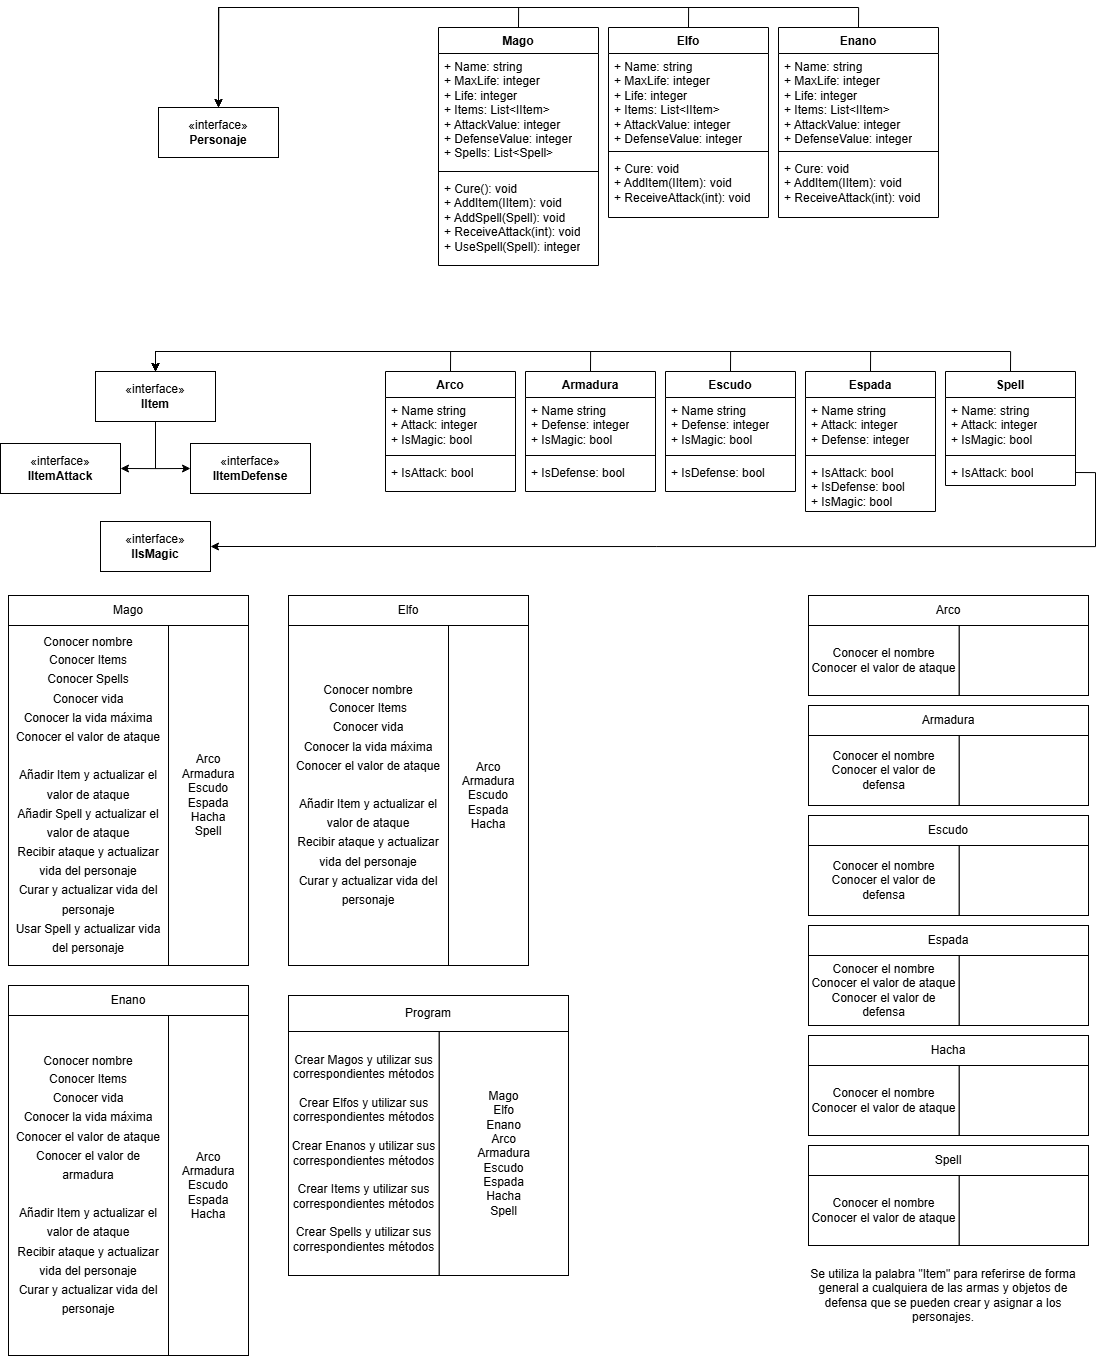 «interface»
Personaje
Mago
+ Name: string
+ MaxLife: integer
+ Life: integer
+ Items: List<IItem>
+ AttackValue: integer
+ DefenseValue: integer
+ Spells: List<Spell>
+ Cure(): void
+ AddItem(IItem): void
+ AddSpell(Spell): void
+ ReceiveAttack(int): void
+ UseSpell(Spell): integer
Elfo
+ Name: string
+ MaxLife: integer
+ Life: integer
+ Items: List<IItem>
+ AttackValue: integer
+ DefenseValue: integer
+ Cure: void
+ AddItem(IItem): void
+ ReceiveAttack(int): void
Enano
+ Name: string
+ MaxLife: integer
+ Life: integer
+ Items: List<IItem>
+ AttackValue: integer
+ DefenseValue: integer
+ Cure: void
+ AddItem(IItem): void
+ ReceiveAttack(int): void
«interface»
IItem
«interface»
IItemAttack
«interface»
IItemDefense
«interface»
IIsMagic
Arco
+ Name string
+ Attack: integer
+ IsMagic: bool
+ IsAttack: bool
Armadura
+ Name: string
+ Defense: integer
+ IsMagic: bool
+ IsDefense: bool
Escudo
+ Name string
+ Defense: integer
+ IsMagic: bool
+ IsDefense: bool
Espada
+ Name string
+ Attack: integer
+ Defense: integer
+ IsAttack: bool
+ IsDefense: bool
+ IsMagic: bool
Spell
+ Name: string
+ Attack: integer
+ IsMagic: bool
+ IsAttack: bool
Mago
Conocer nombre
Conocer Items
Conocer Spells
Conocer vida
Conocer la vida máxima
Conocer el valor de ataque
Añadir Item y actualizar el
valor de ataque
Añadir Spell y actualizar el
valor de ataque
Recibir ataque y actualizar
vida del personaje
Curar y actualizar vida del
personaje
Usar Spell y actualizar vida
del personaje
Arco
Armadura
Escudo
Espada
Hacha
Spell
Elfo
Conocer nombre
Conocer Items
Conocer vida
Conocer la vida máxima
Conocer el valor de ataque
Añadir Item y actualizar el
valor de ataque
Recibir ataque y actualizar
vida del personaje
Curar y actualizar vida del
personaje
Arco
Armadura
Escudo
Espada
Hacha
Enano
Conocer nombre
Conocer Items
Conocer vida
Conocer la vida máxima
Conocer el valor de ataque
Conocer el valor de
armadura
Añadir Item y actualizar el
valor de ataque
Recibir ataque y actualizar
vida del personaje
Curar y actualizar vida del
personaje
Arco
Armadura
Escudo
Espada
Hacha
Program
Crear Magos y utilizar sus
correspondientes métodos
Crear Elfos y utilizar sus
correspondientes métodos
Crear Enanos y utilizar sus
correspondientes métodos
Crear Items y utilizar sus
correspondientes métodos
Crear Spells y utilizar sus
correspondientes métodos
Mago
Elfo
Enano
Arco
Armadura
Escudo
Espada
Hacha
Spell
Arco
Conocer el nombre
Conocer el valor de ataque
Armadura
Conocer el nombre
Conocer el valor de
defensa
Escudo
Conocer el nombre
Conocer el valor de
defensa
Espada
Conocer el nombre
Conocer el valor de ataque
Conocer el valor de
defensa
Hacha
Conocer el nombre
Conocer el valor de ataque
Spell
Conocer el nombre
Conocer el valor de ataque
Se utiliza la palabra "Item" para referirse de forma
general a cualquiera de las armas y objetos de
defensa que se pueden crear y asignar a los
personajes.